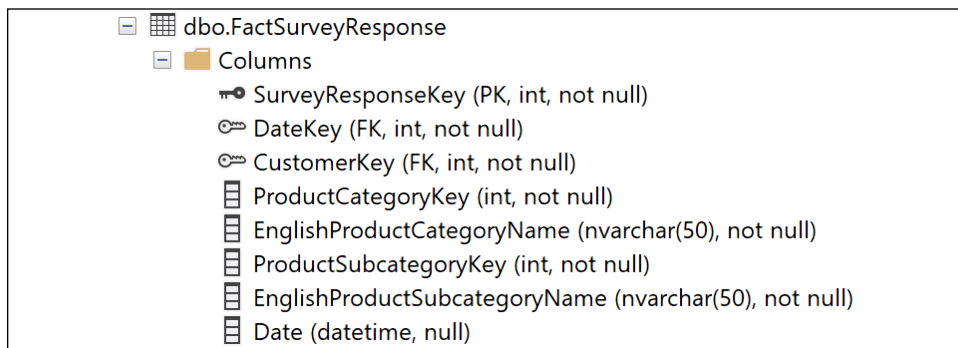 dbo.FactSurveyResponse
Columns
SurveyResponseKey (PK, int, not null)
DateKey (FK, int, not null)
CustomerKey (FK, int, not null)
ProductCategoryKey (int, not null)
EnglishProductCategoryName (nvarchar(50), not null)
ProductSubcategoryKey (int, not null)
EnglishProductSubcategoryName (nvarchar(50), not null)
Date (datetime, null)